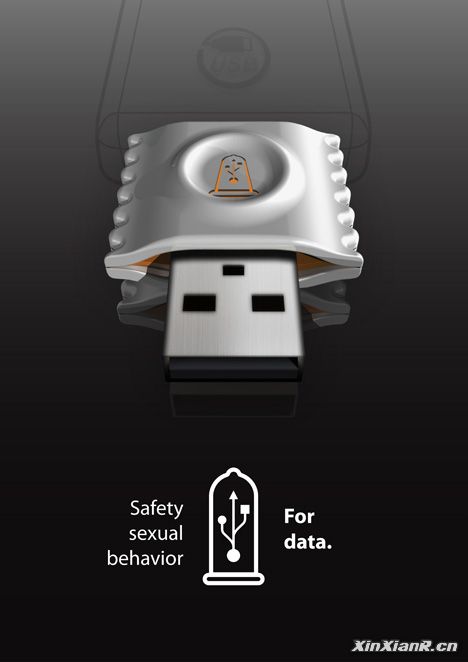 USB
Safety
sexual
behavior
For
data.
XinXianR.cn